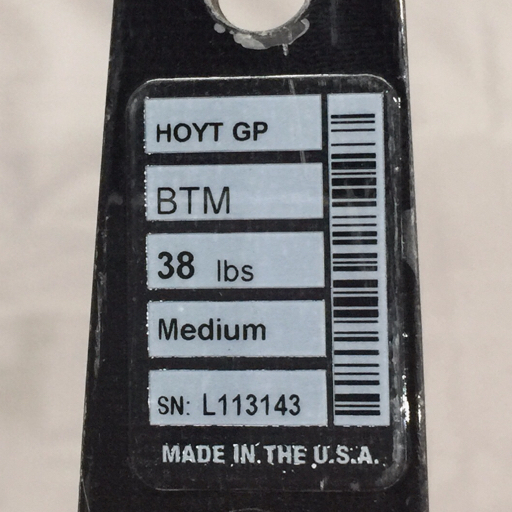 HOYT GP
BTM
38 lbs
Medium
SN: L113143
MADE IN THE U.S.A.